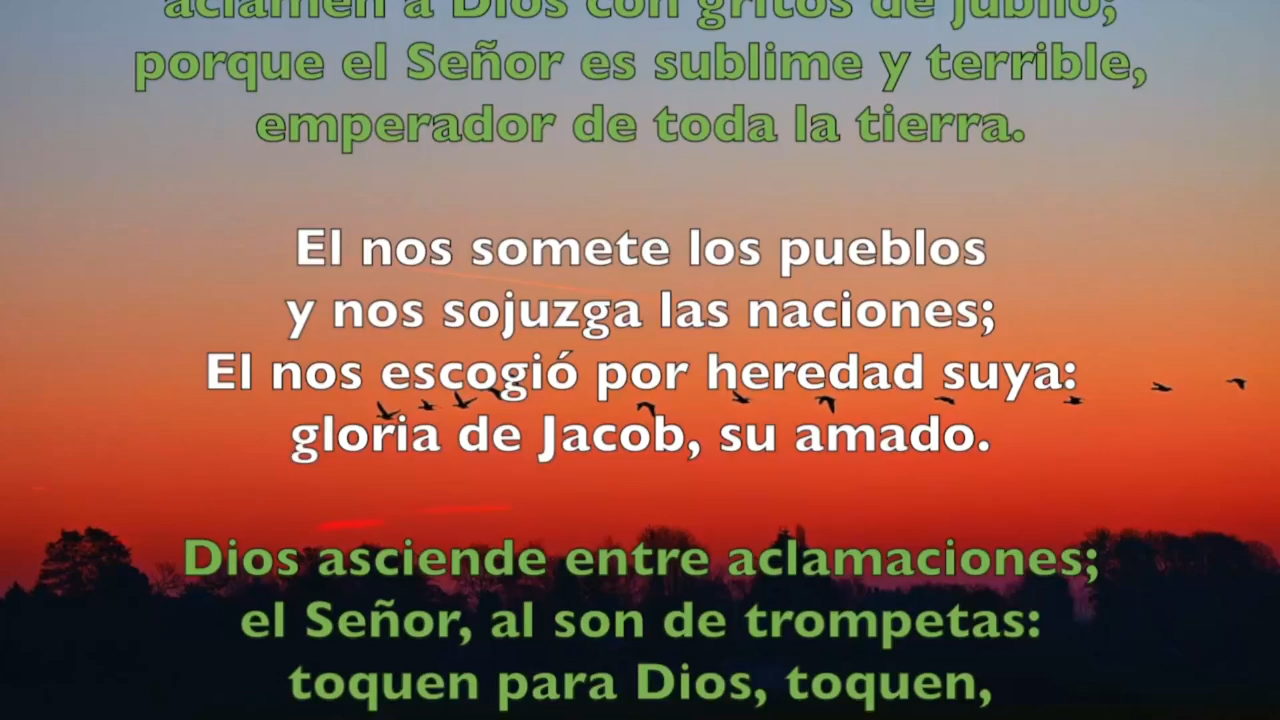 aclamen a Dios con gritos de júbilo;
porque el Señor es sublime y terrible,
emperador de toda la tierra.
El nos somete los pueblos
y nos sojuzga las naciones;
El nos escogió por heredad suya:
gloria de Jacob, su amado.
Dios asciende entre aclamaciones;
el Señor, al son de trompetas:
toquen para Dios, toquen,